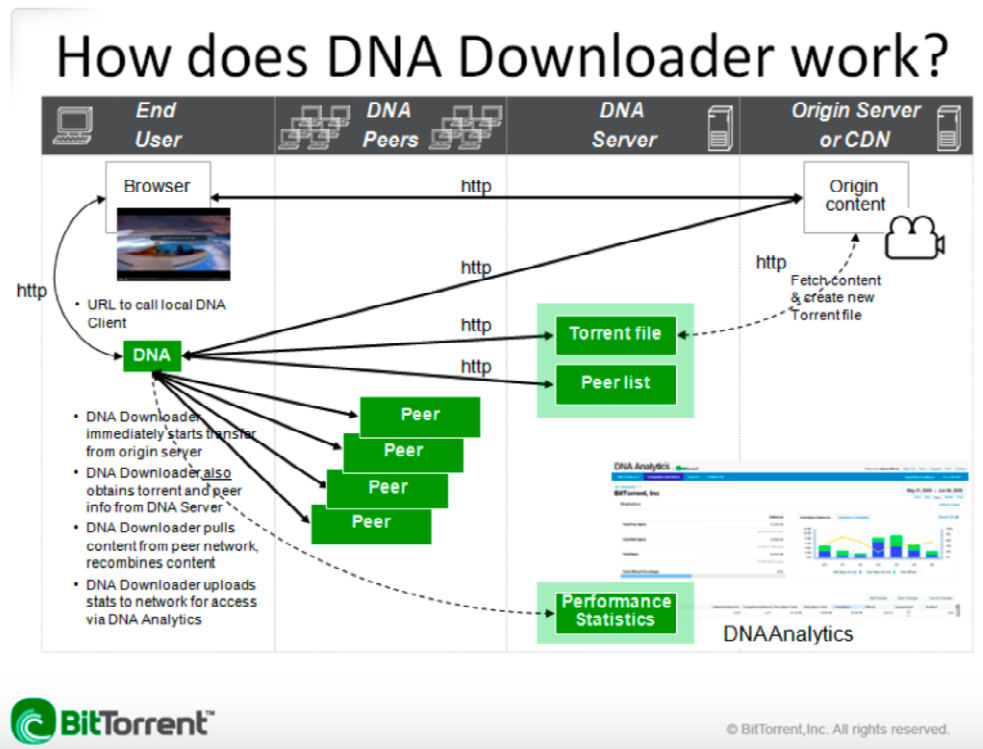 How does DNA Downloader work?
End
User
DNA
Peers
DNA
Server
Origin Server
or CDN
Browser
http
Origin
content
http
http
http
Fetch content
& create new
Torrent file
• URL to call local DNA
Client
http
Torrent file
DNA
http
Peer list
Peer
Peer
Peer
Peer
• DNA Downloader
immediately starts transfer
from origin server
• DNA Downloader also
obtains torrent and peer
info from DNA Server
• DNA Downloader pulls
content from peer network,
recombines content
• DNA Downloader uploads
stats to network for access
via DNA Analytics
DNA Analytics
BitTorrent, Inc
Performance
Statistics
DNAAnalytics
BitTorrent™
© BitTorrent,Inc. All rights reserved.